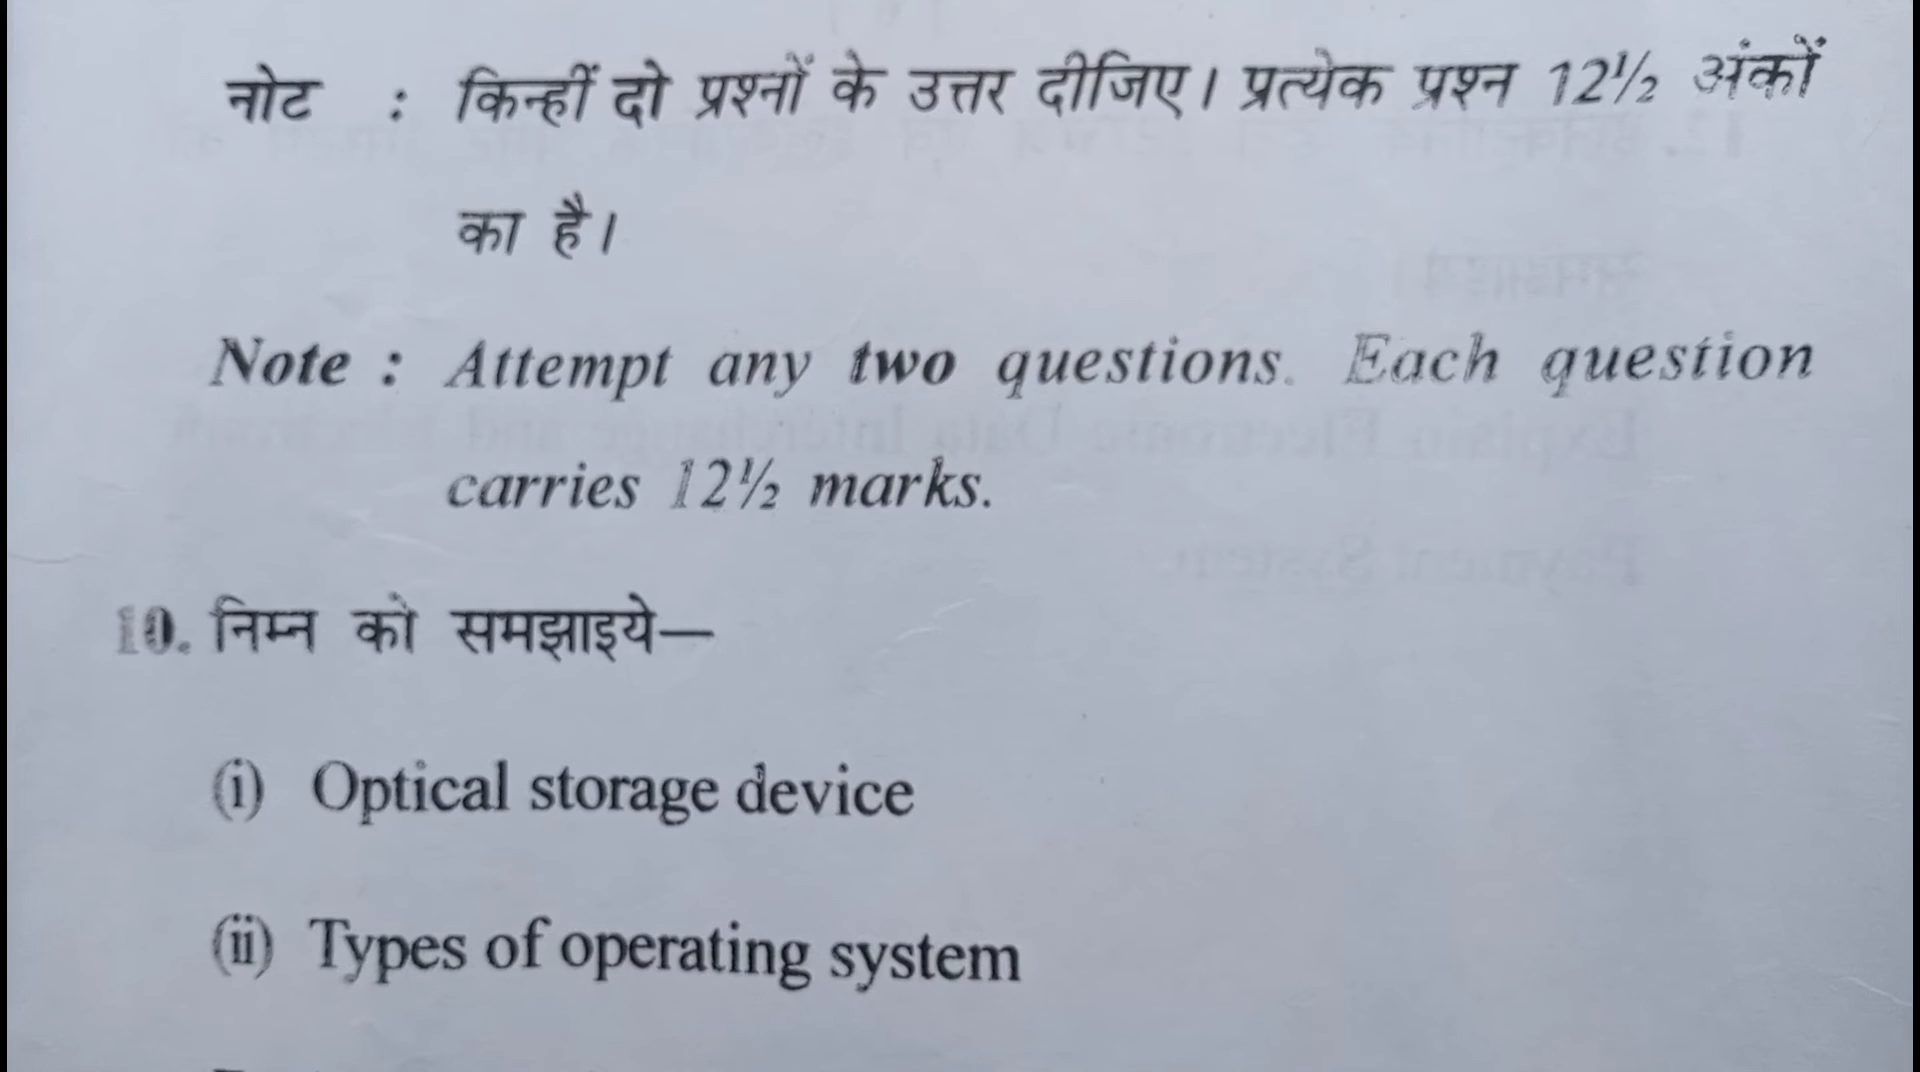 नोट : किन्हीं दो प्रश्नों के उत्तर दीजिए। प्रत्येक प्रश्न 12½ अंकों
का है।
Note : Attempt any two questions. Each question
carries 12½ marks.
10. निम्न को समझाइये—
(i) Optical storage device
(ii) Types of operating system